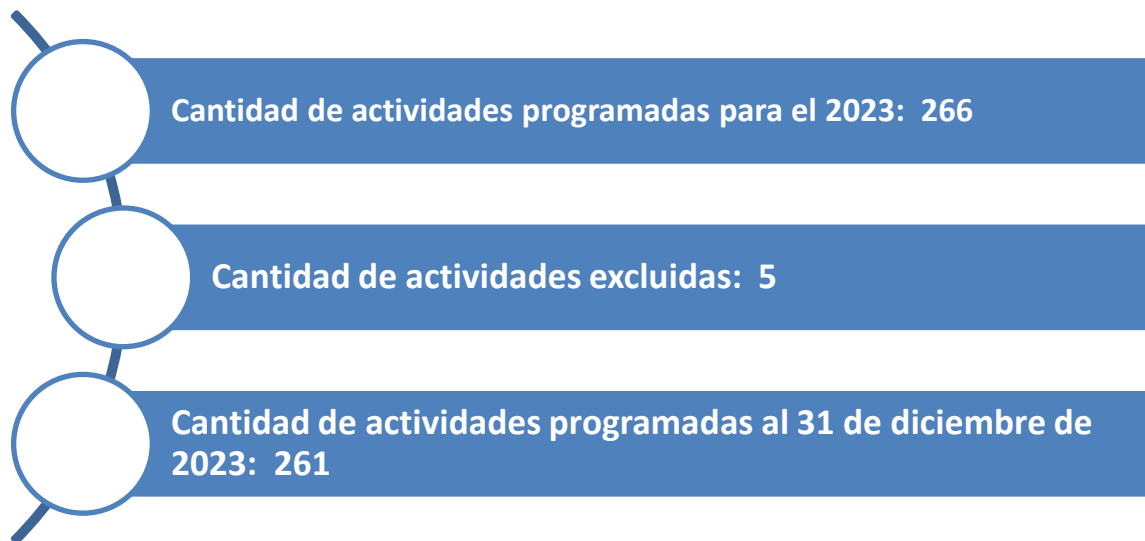 Cantidad de actividades programadas para el 2023: 266
Cantidad de actividades excluidas: 5
Cantidad de actividades programadas al 31 de diciembre de
2023: 261